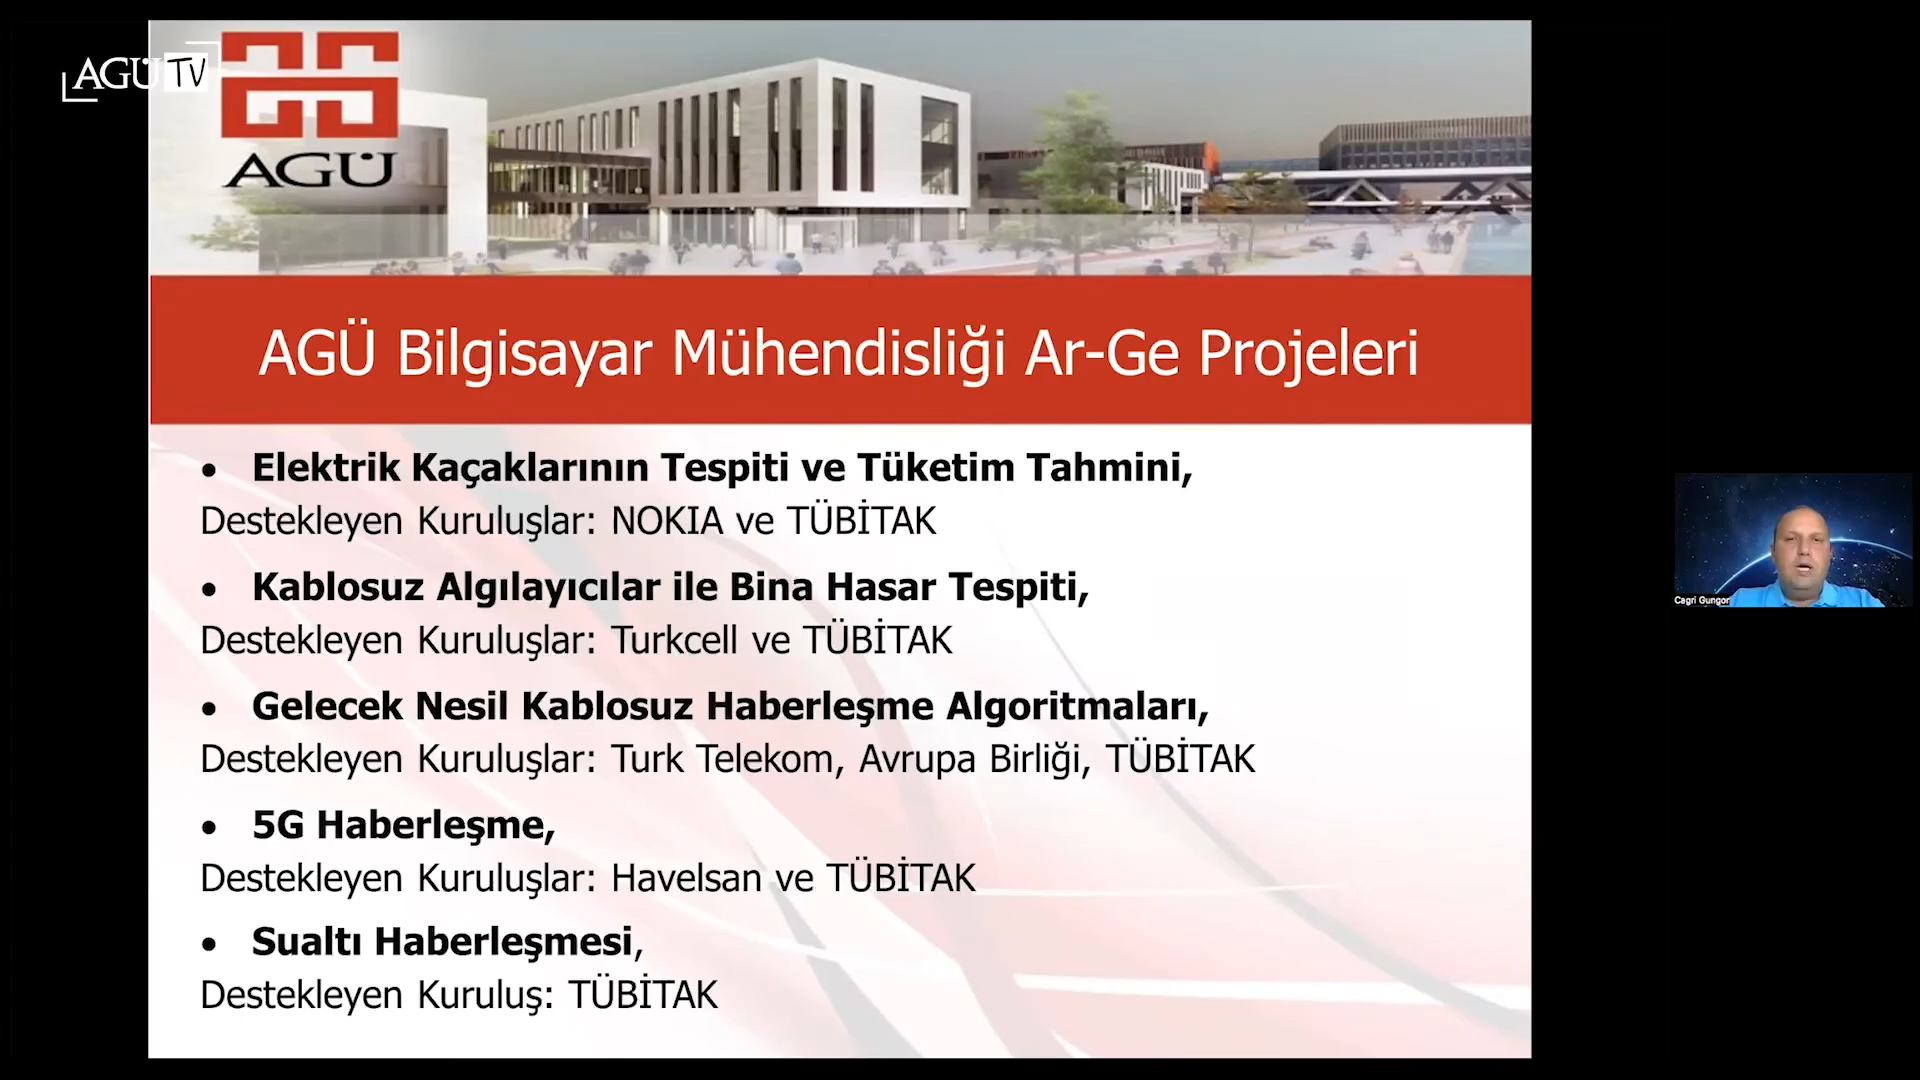 AGÜ TV
AGÜ
AGÜ Bilgisayar Mühendisliği Ar-Ge Projeleri
• Elektrik Kaçaklarının Tespiti ve Tüketim Tahmini,
Destekleyen Kuruluşlar: NOKIA ve TÜBİTAK
• Kablosuz Algılayıcılar ile Bina Hasar Tespiti,
Destekleyen Kuruluşlar: Turkcell ve TÜBİTAK
• Gelecek Nesil Kablosuz Haberleşme Algoritmaları,
Destekleyen Kuruluşlar: Turk Telekom, Avrupa Birliği, TÜBİTAK
• 5G Haberleşme,
Destekleyen Kuruluşlar: Havelsan ve TÜBİTAK
• Sualtı Haberleşmesi,
Destekleyen Kuruluş: TÜBİTAK
Cagri Gungor